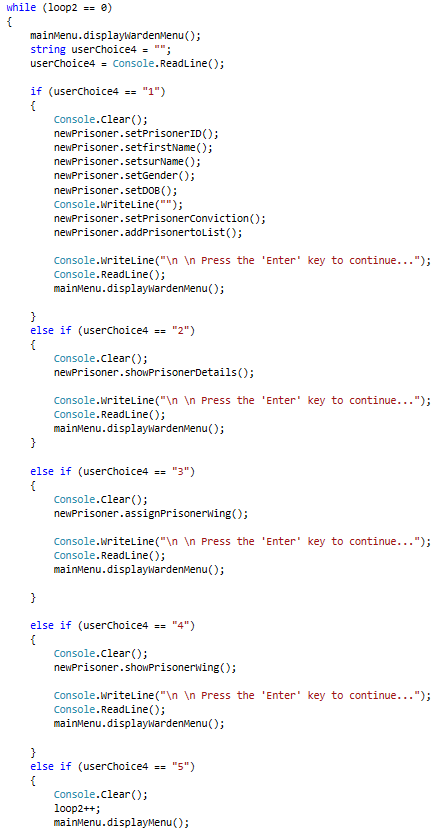 while (loop2 == 0)
{
mainMenu.displayWardenMenu();
string userChoice4 = "";
userChoice4 = Console.ReadLine();
if (userChoice4 == "1")
{
Console.Clear();
newPrisoner.setPrisonerID();
newPrisoner.setfirstName();
newPrisoner.setsurName();
newPrisoner.setGender();
newPrisoner.setDOB();
Console.WriteLine("");
newPrisoner.setPrisonerConviction();
newPrisoner.addPrisonertoList();
Console.WriteLine("\n \n Press the 'Enter' key to continue...");
Console.ReadLine();
mainMenu.displayWardenMenu();
}
else if (userChoice4 == "2")
{
Console.Clear();
newPrisoner.showPrisonerDetails();
Console.WriteLine("\n \n Press the 'Enter' key to continue...");
Console.ReadLine();
mainMenu.displayWardenMenu();
}
else if (userChoice4 == "3")
{
Console.Clear();
newPrisoner.assignPrisonerWing();
Console.WriteLine("\n \n Press the 'Enter' key to continue...");
Console.ReadLine();
mainMenu.displayWardenMenu();
}
else if (userChoice4 == "4")
{
Console.Clear();
newPrisoner.showPrisonerWing();
Console.WriteLine("\n \n Press the 'Enter' key to continue...");
Console.ReadLine();
mainMenu.displayWardenMenu();
}
else if (userChoice4 == "5")
{
Console.Clear();
loop2++;
mainMenu.displayMenu();